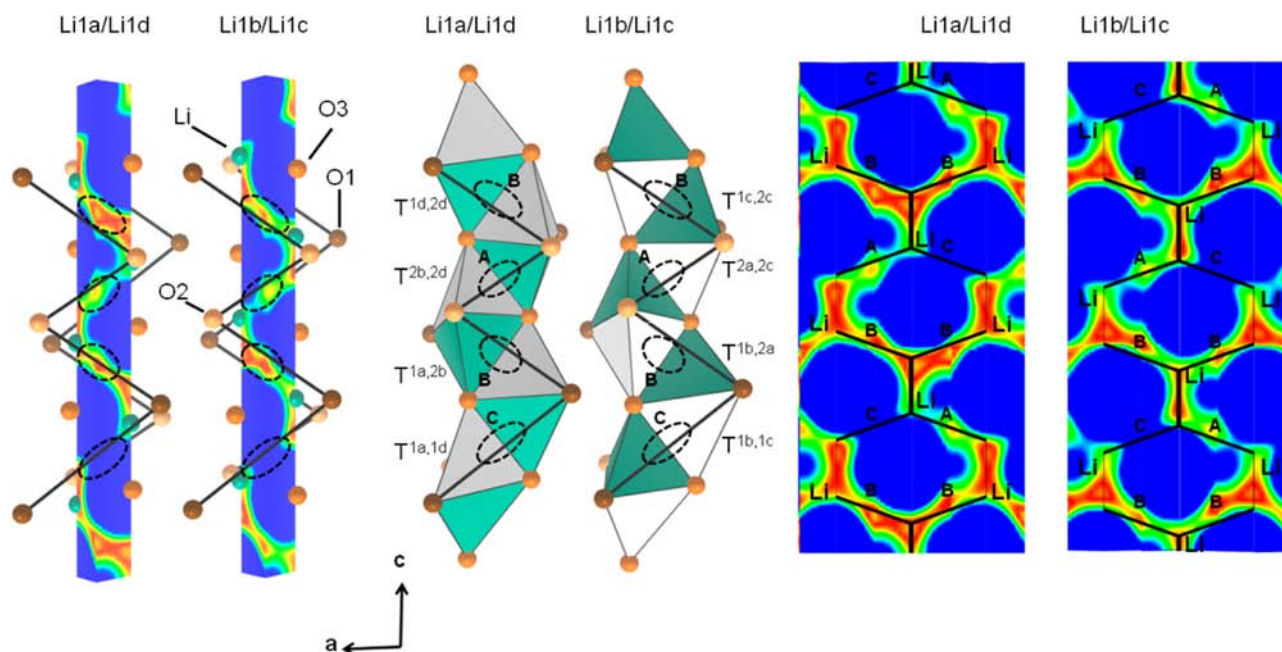 Li1a/Li1d Li1b/Li1c Li1a/Li1d Li1b/Li1c Li1a/Li1d Li1b/Li1c
Li
O3
O1
O2
B
T1d,2d
A
T2b,2d
T1a,2b
B
C
T1a,1d
B
T1c,2c
A
T2a,2c
T1b,2a
B
C
T1b,1c
Li
C A
Li B B Li
Li
A C
Li B B Li
Li
C A
Li B B Li
C A
Li Li
B B
Li
A C
Li Li
B B
Li
C A
Li Li
B B
Li
c
a